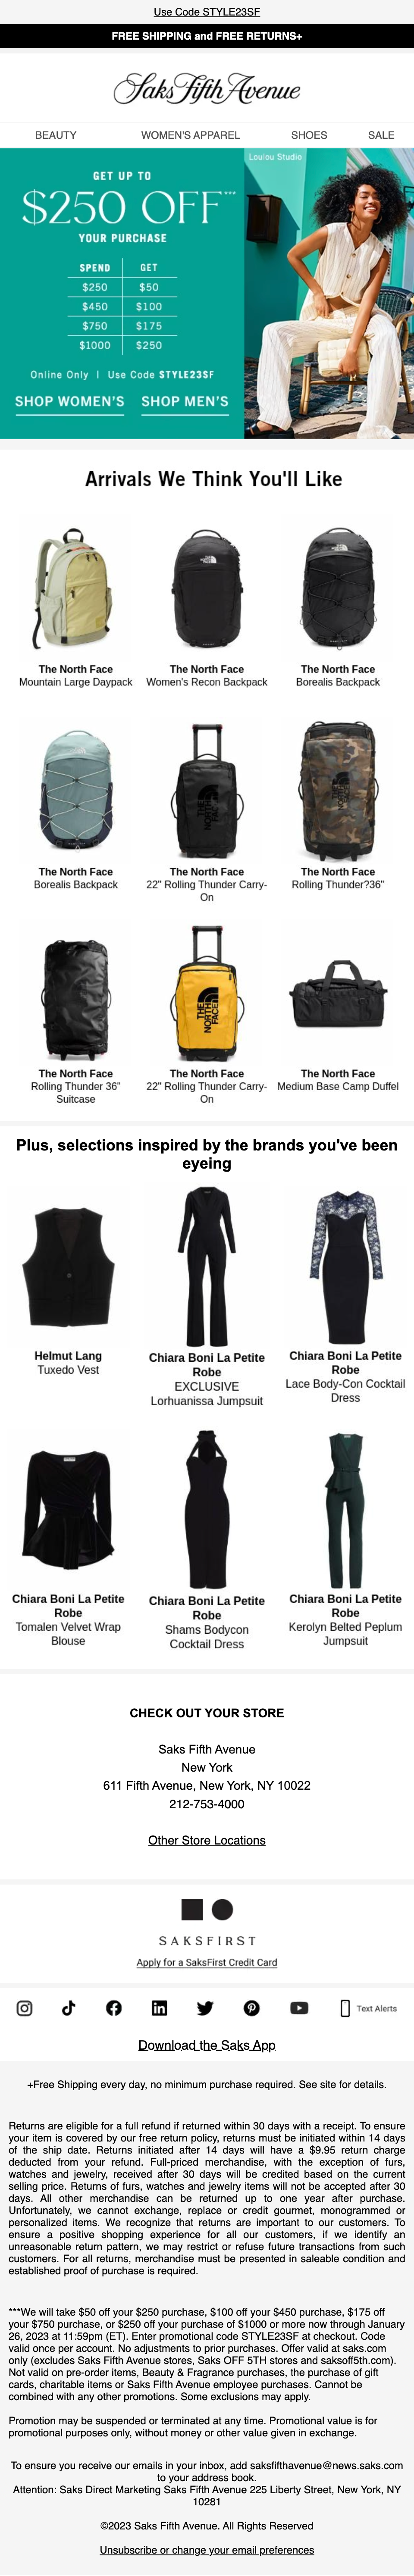 Use Code STYLE23SF
FREE SHIPPING and FREE RETURNS+
Saks Fifth Avenue
BEAUTY WOMEN'S APPAREL SHOES SALE
Loulou Studio
GET UP TO
$250 OFF***
YOUR PURCHASE
SPEND GET
$250 $50
$450 $100
$750 $175
$1000 $250
Online Only | Use Code STYLE23SF
SHOP WOMEN'S SHOP MEN'S
Arrivals We Think You'll Like
The North Face
Mountain Large Daypack
The North Face
Women's Recon Backpack
The North Face
Borealis Backpack
The North Face
Borealis Backpack
THE NORTH FACE
The North Face
22" Rolling Thunder Carry-
On
THE NORTH FACE
The North Face
Rolling Thunder?36"
The North Face
Rolling Thunder 36"
Suitcase
THE NORTH FACE
The North Face
22" Rolling Thunder Carry-
On
The North Face
Medium Base Camp Duffel
Plus, selections inspired by the brands you've been
eyeing
Helmut Lang
Tuxedo Vest
Chiara Boni La Petite
Robe
EXCLUSIVE
Lorhuanissa Jumpsuit
Chiara Boni La Petite
Robe
Lace Body-Con Cocktail
Dress
Chiara Boni La Petite
Robe
Tomalen Velvet Wrap
Blouse
Chiara Boni La Petite
Robe
Shams Bodycon
Cocktail Dress
Chiara Boni La Petite
Robe
Kerolyn Belted Peplum
Jumpsuit
CHECK OUT YOUR STORE
Saks Fifth Avenue
New York
611 Fifth Avenue, New York, NY 10022
212-753-4000
Other Store Locations
SAKSFIRST
Apply for a SaksFirst Credit Card
Text Alerts
Download the Saks App
+Free Shipping every day, no minimum purchase required. See site for details.
Returns are eligible for a full refund if returned within 30 days with a receipt. To ensure
your item is covered by our free return policy, returns must be initiated within 14 days
of the ship date. Returns initiated after 14 days will have a $9.95 return charge
deducted from your refund. Full-priced merchandise, with the exception of furs,
watches and jewelry, received after 30 days will be credited based on the current
selling price. Returns of furs, watches and jewelry items will not be accepted after 30
days. All other merchandise can be returned up to one year after purchase.
Unfortunately, we cannot exchange, replace or credit gourmet, monogrammed or
personalized items. We recognize that returns are important to our customers. To
ensure a positive shopping experience for all our customers, if we identify an
unreasonable return pattern, we may restrict or refuse future transactions from such
customers. For all returns, merchandise must be presented in saleable condition and
established proof of purchase is required.
***We will take $50 off your $250 purchase, $100 off your $450 purchase, $175 off
your $750 purchase, or $250 off your purchase of $1000 or more now through January
26, 2023 at 11:59pm (ET). Enter promotional code STYLE23SF at checkout. Code
valid once per account. No adjustments to prior purchases. Offer valid at saks.com
only (excludes Saks Fifth Avenue stores, Saks OFF 5TH stores and saksoff5th.com).
Not valid on pre-order items, Beauty & Fragrance purchases, the purchase of gift
cards, charitable items or Saks Fifth Avenue employee purchases. Cannot be
combined with any other promotions. Some exclusions may apply.
Promotion may be suspended or terminated at any time. Promotional value is for
promotional purposes only, without money or other value given in exchange.
To ensure you receive our emails in your inbox, add saksfifthavenue@news.saks.com
to your address book.
Attention: Saks Direct Marketing Saks Fifth Avenue 225 Liberty Street, New York, NY
10281
©2023 Saks Fifth Avenue. All Rights Reserved
Unsubscribe or change your email preferences